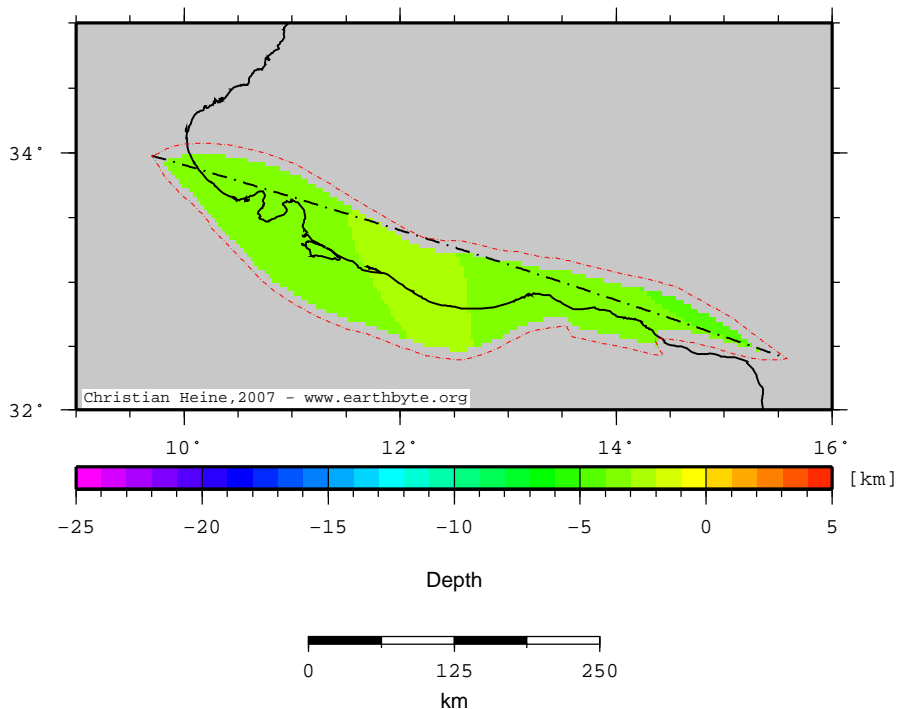 34°
32°
Christian Heine,2007 - www.earthbyte.org
10° 12° 14° 16°
[km]
−25 −20 −15 −10 −5 0 5
Depth
0 125 250
km